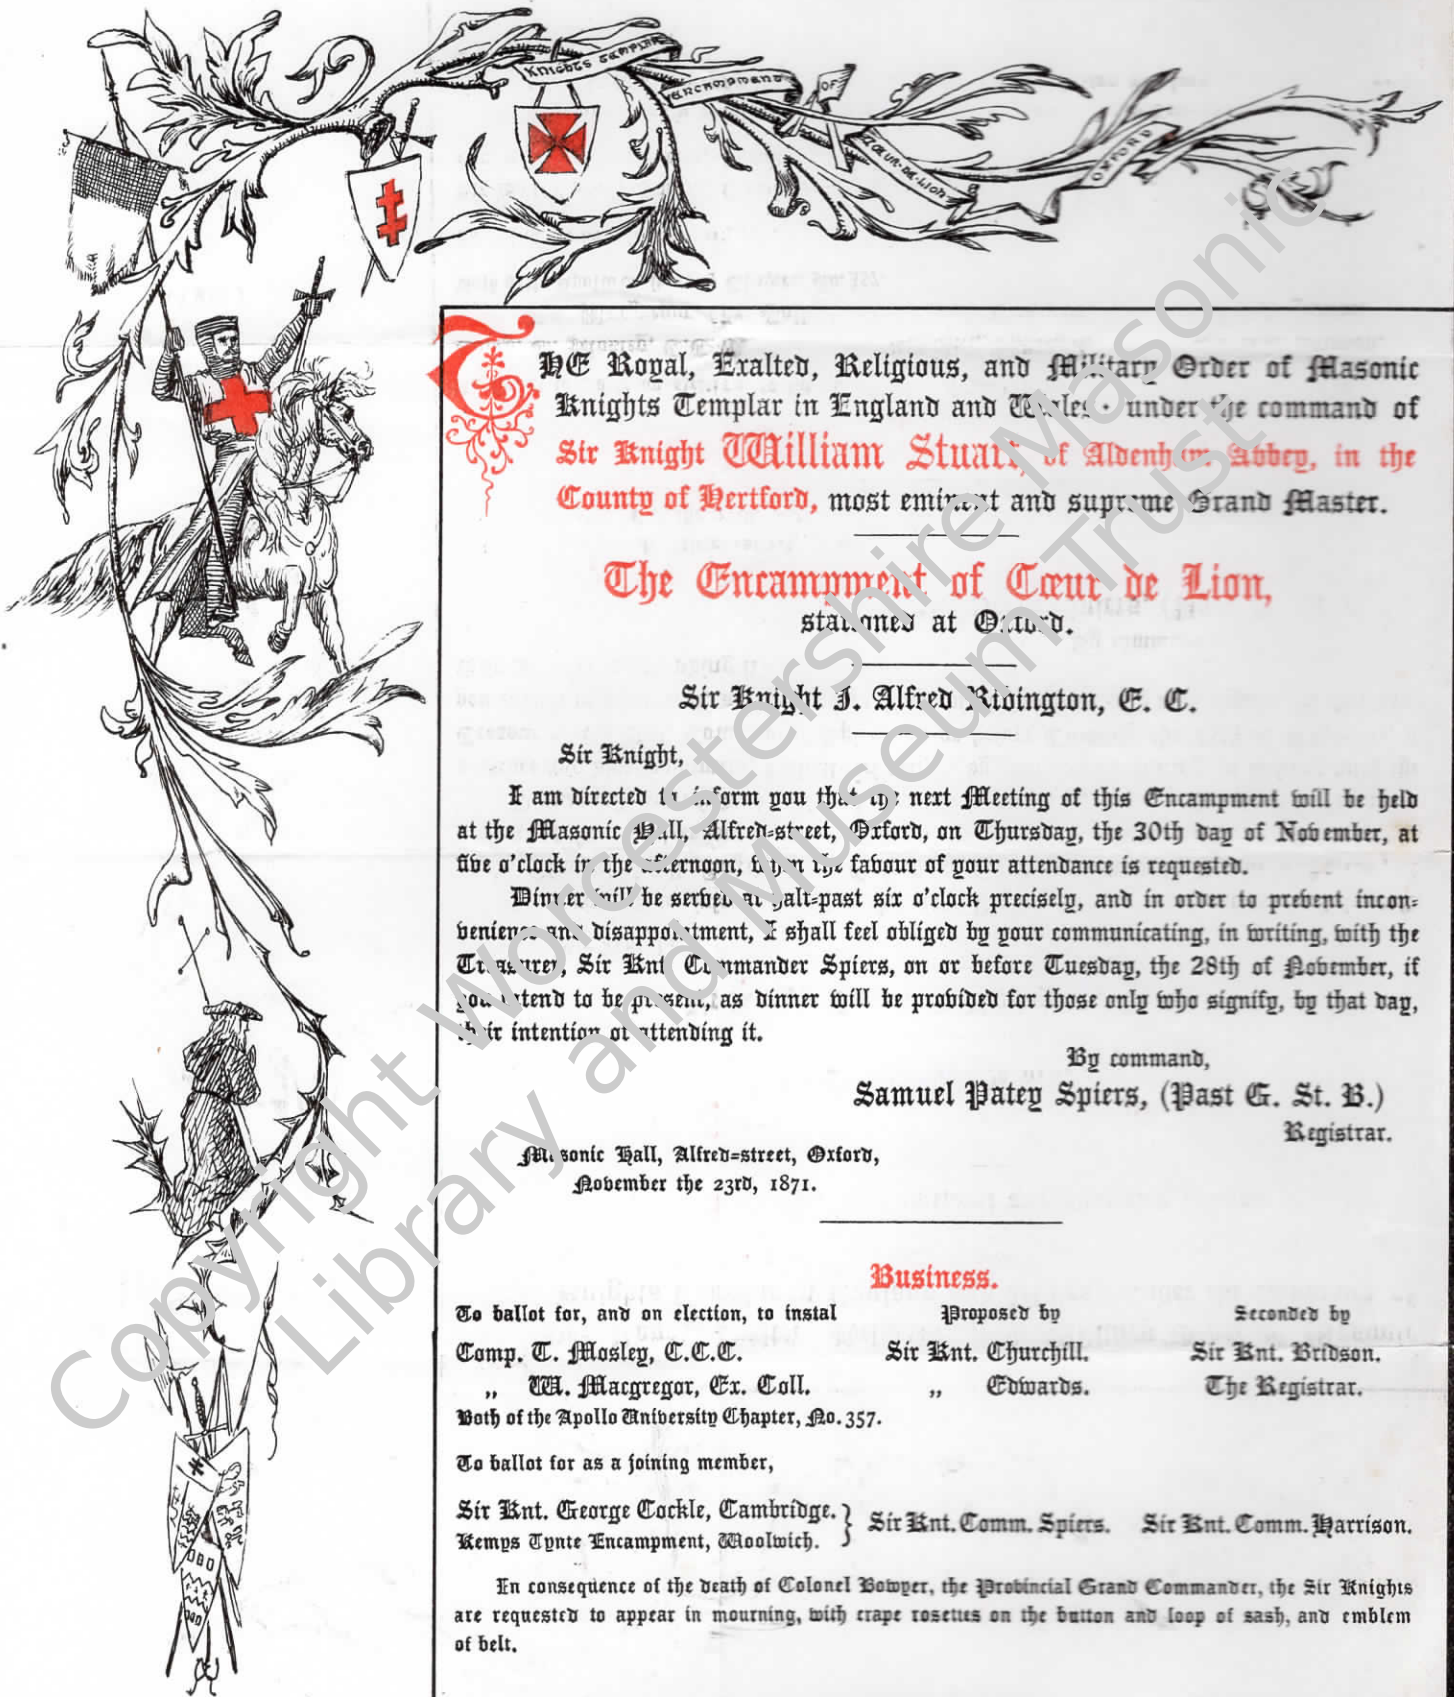 KNIGHTS TEMPLAR
ENCAMPMENT
OF
CŒUR-DE-LION
OXFORD
THE Royal, Exalted, Religious, and Military Order of Masonic
Knights Templar in England and Wales; under the command of
Sir Knight William Stuart, of Aldenham Abbey, in the
County of Hertford, most eminent and supreme Grand Master.
The Encampment of Cœur de Lion,
stationed at Oxford.
Sir Knight J. Alfred Rivington, E. C.
Sir Knight,
I am directed to inform you that the next Meeting of this Encampment will be held
at the Masonic Hall, Alfred-street, Oxford, on Thursday, the 30th day of November, at
five o'clock in the afternoon, when the favour of your attendance is requested.
Dinner will be served at half-past six o'clock precisely, and in order to prevent incon-
venience and disappointment, I shall feel obliged by your communicating, in writing, with the
Treasurer, Sir Knt Commander Spiers, on or before Tuesday, the 28th of November, if
you intend to be present, as dinner will be provided for those only who signify, by that day,
their intention of attending it.
By command,
Samuel Patey Spiers, (Past G. St. B.)
Registrar.
Masonic Hall, Alfred-street, Oxford,
November the 23rd, 1871.
Business.
To ballot for, and on election, to instal Proposed by Seconded by
Comp. T. Mosley, C.C.C. Sir Knt. Churchill. Sir Knt. Bridson.
„ W. Macgregor, Ex. Coll. „ Edwards. The Registrar.
Both of the Apollo University Chapter, No. 357.
To ballot for as a joining member,
Sir Knt. George Cockle, Cambridge. } Sir Knt. Comm. Spiers. Sir Knt. Comm. Harrison.
Kemys Tynte Encampment, Woolwich.
In consequence of the death of Colonel Bowyer, the Provincial Grand Commander, the Sir Knights
are requested to appear in mourning, with crape rosettes on the button and loop of sash, and emblem
of belt.
Copyright Worcestershire Masonic
Library and Museum Trust